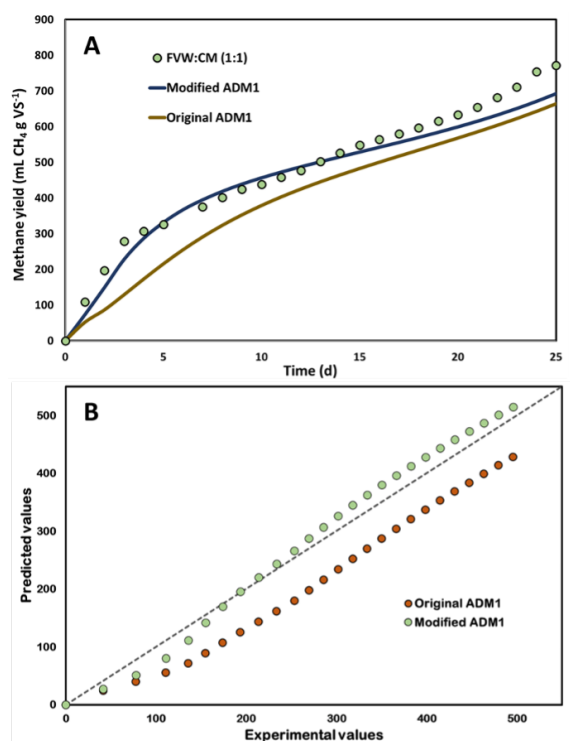 A
FVW:CM (1:1)
Modified ADM1
Original ADM1
Methane yield (mL CH₄ g VS⁻¹)
900
800
700
600
500
400
300
200
100
0
0 5 10 15 20 25
Time (d)
B
Predicted values
500
400
300
200
100
0
Original ADM1
Modified ADM1
0 100 200 300 400 500
Experimental values